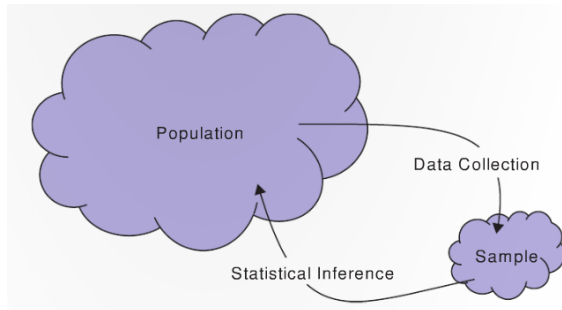 Population
Data Collection
Sample
Statistical Inference